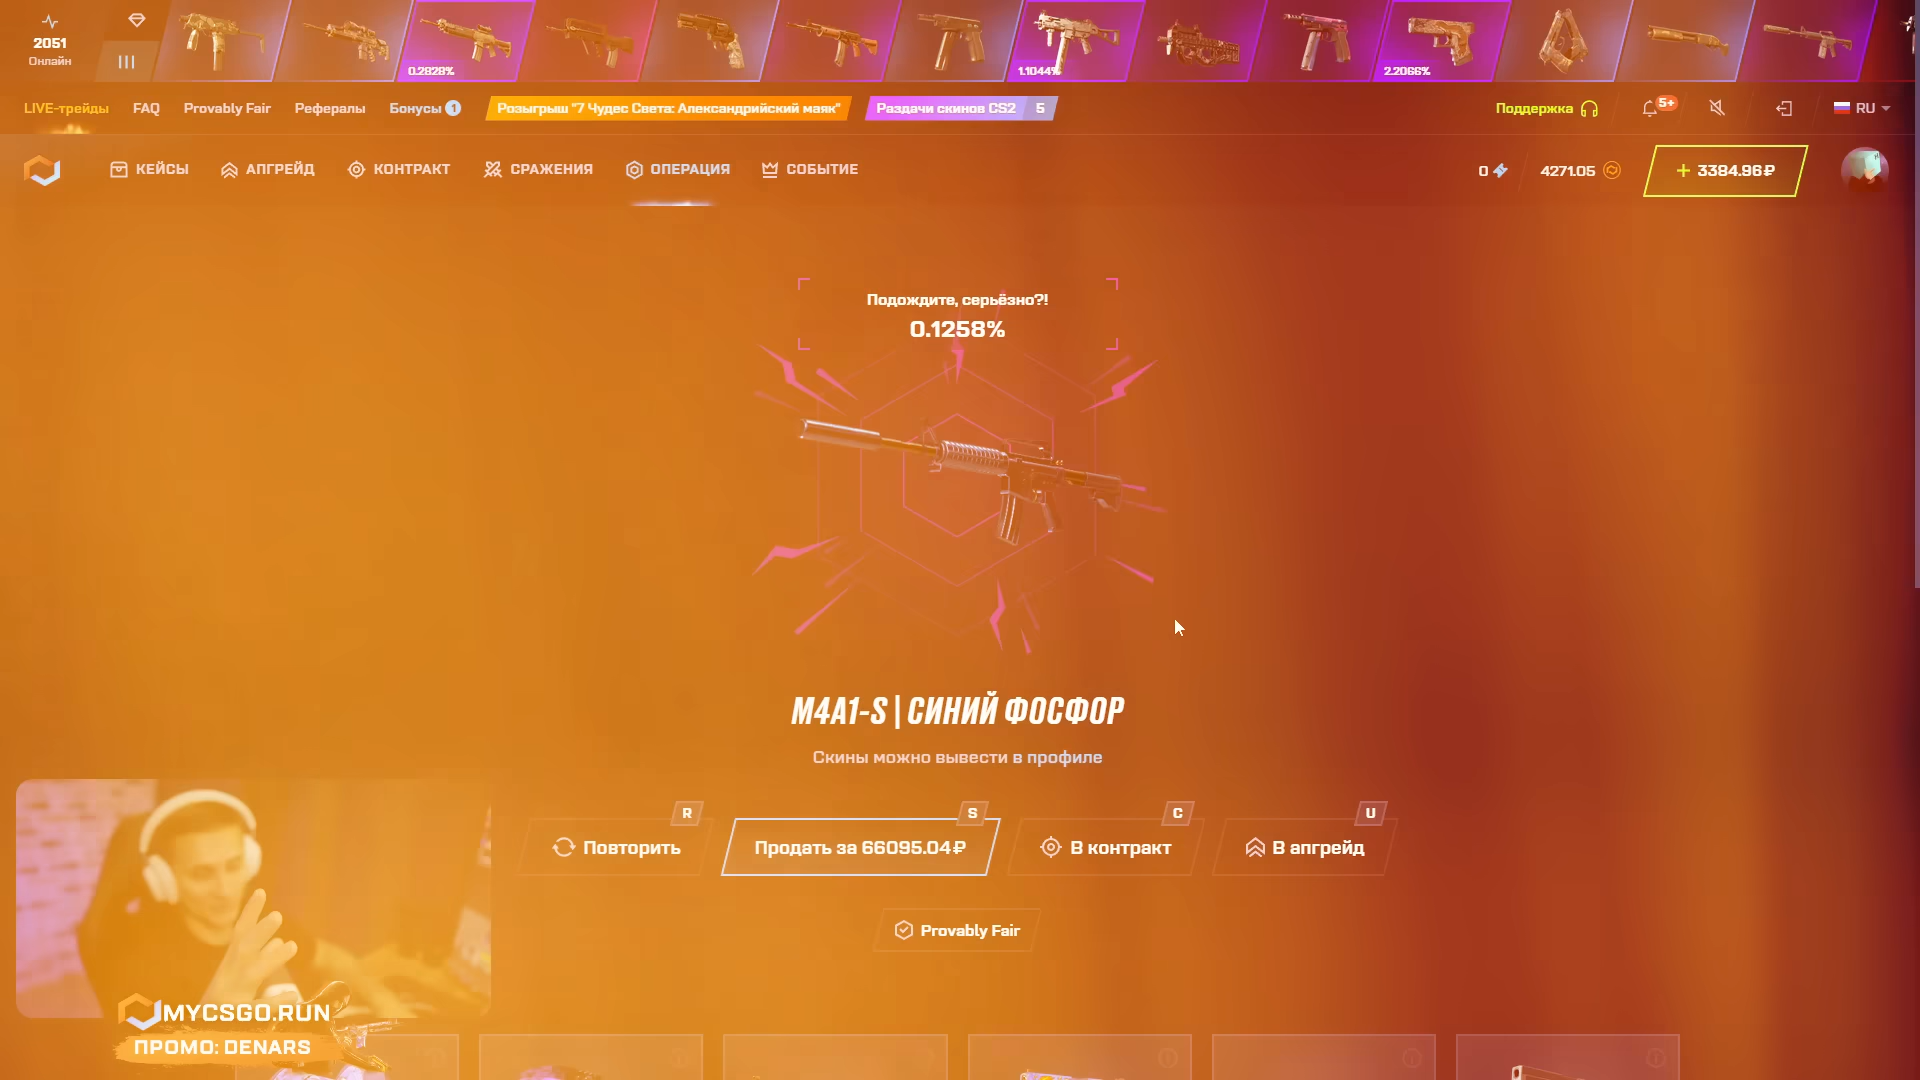 2051
Онлайн
0.2828%
1.1044%
2.2066%
LIVE-трейды
FAQ
Provably Fair
Рефералы
Бонусы 1
Розыгрыш "7 Чудес Света: Александрийский маяк"
Раздачи скинов CS2 5
Поддержка
5+
RU
КЕЙСЫ
АПГРЕЙД
КОНТРАКТ
СРАЖЕНИЯ
ОПЕРАЦИЯ
СОБЫТИЕ
0
4271.05
+ 3384.96₽
Подождите, серьёзно?!
0.1258%
M4A1-S | СИНИЙ ФОСФОР
Скины можно вывести в профиле
R
S
C
U
Повторить
Продать за 66095.04₽
В контракт
В апгрейд
Provably Fair
MYCSGO.RUN
ПРОМО: DENARS